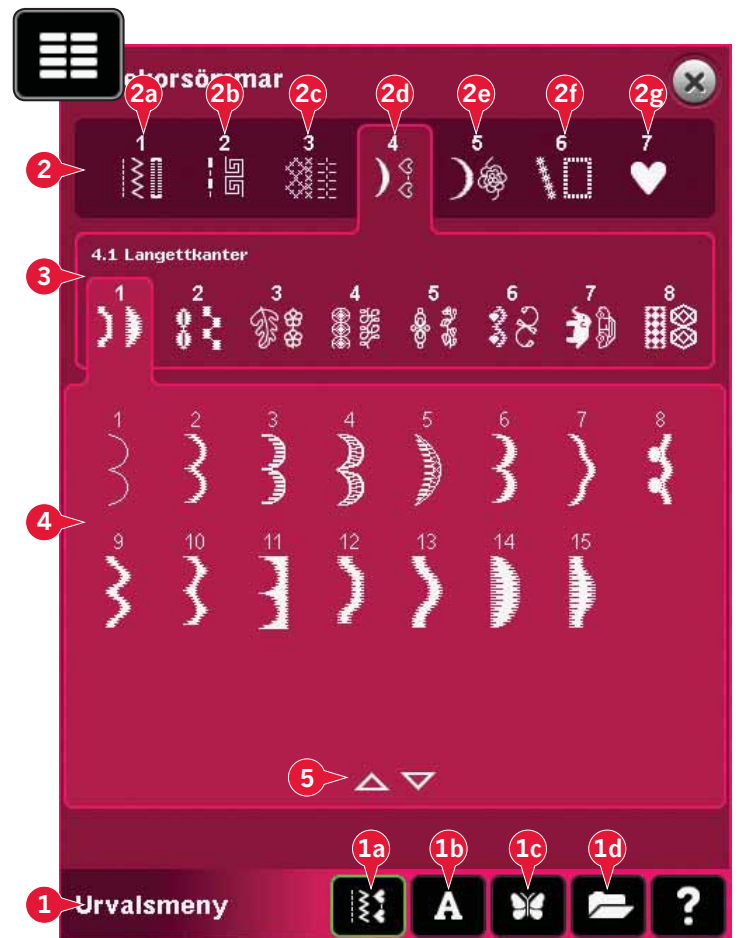 ekorsömmar
2a 2b 2c 2d 2e 2f 2g
1 2 3 4 5 6 7
2
4.1 Langettkanter
3
1 2 3 4 5 6 7 8
1 2 3 4 5 6 7 8
4
9 10 11 12 13 14 15
5
1a 1b 1c 1d
1 Urvalsmeny A ?